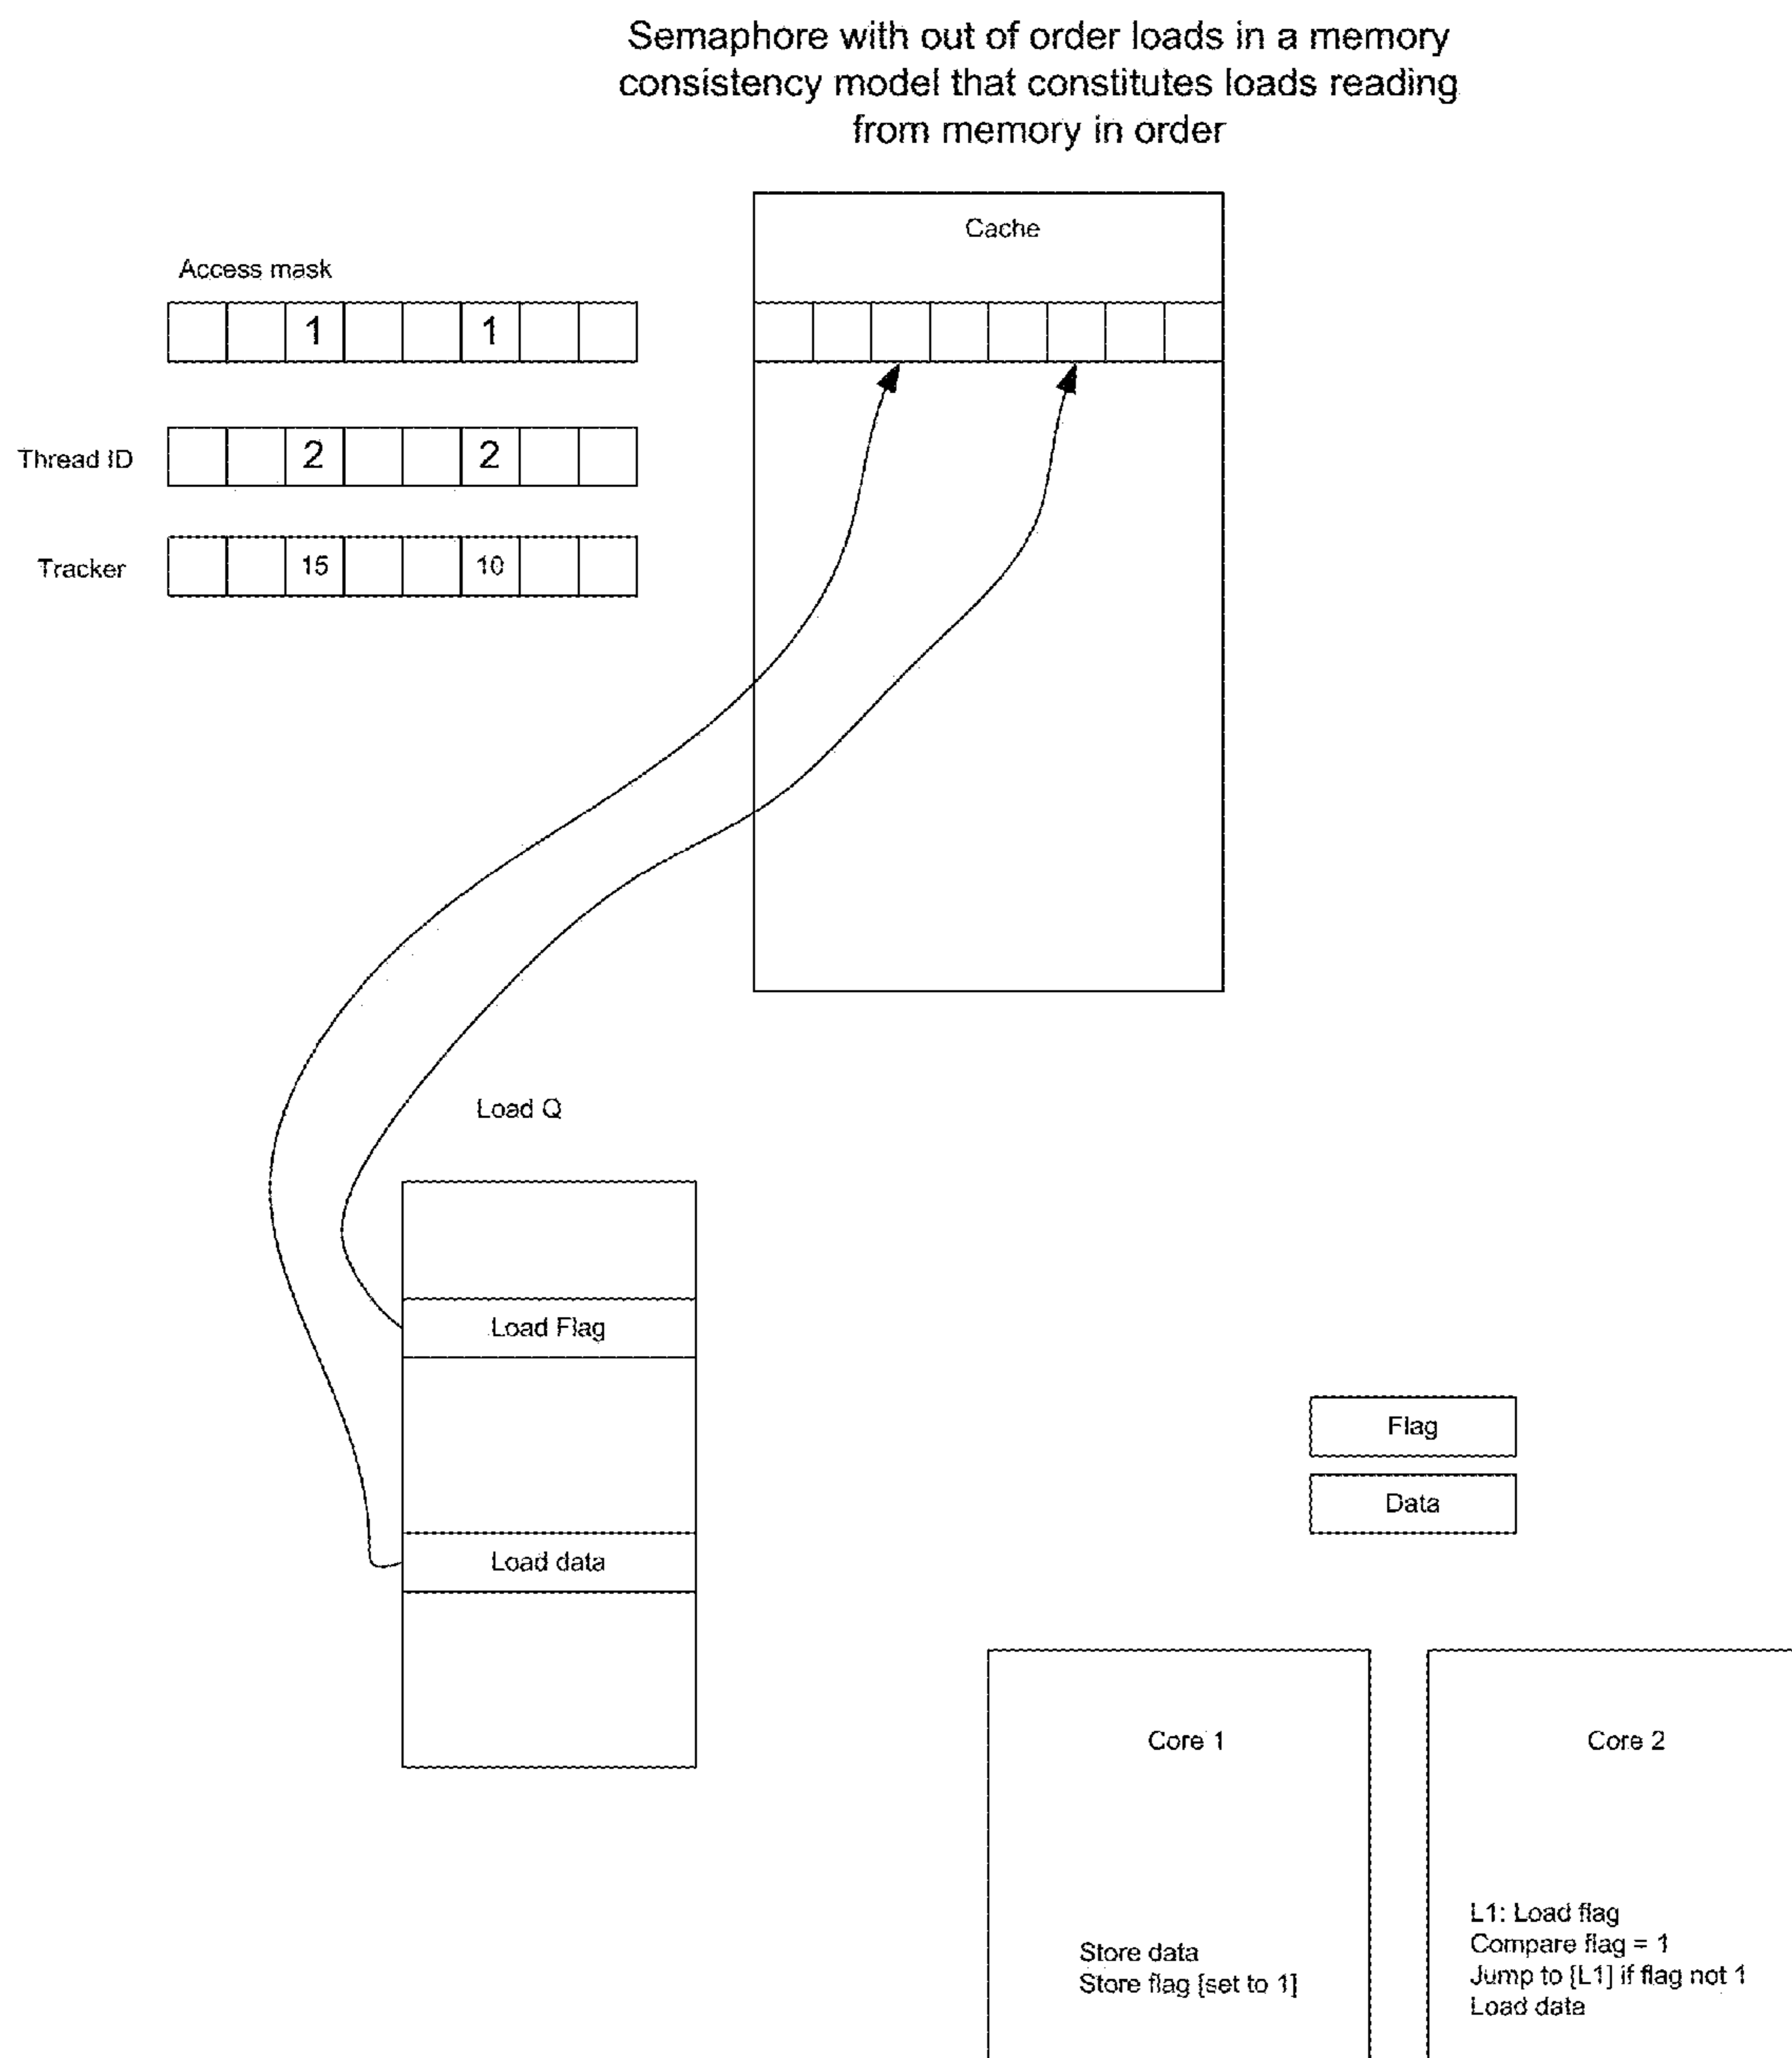 Semaphore with out of order loads in a memory
consistency model that constitutes loads reading
from memory in order
Cache
Access mask
1 1
Thread ID 2 2
Tracker 15 10
Load Q
Load Flag
Load data
Flag
Data
Core 1
Store data
Store flag [set to 1]
Core 2
L1: Load flag
Compare flag = 1
Jump to [L1] if flag not 1
Load data